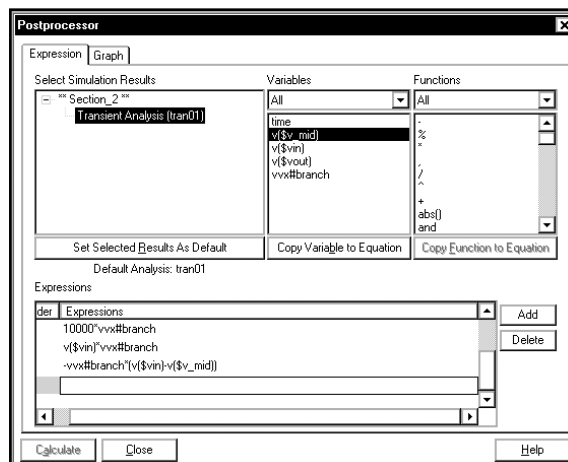 Postprocessor
Expression Graph
Select Simulation Results Variables Functions
** Section_2 ** All All
Transient Analysis (tran01)
time
v($v_mid)
v($vin)
v($vout)
vvx#branch
-
%
*
,
/
^
+
abs()
and
Set Selected Results As Default Copy Variable to Equation Copy Function to Equation
Default Analysis: tran01
Expressions
der Expressions
10000*vvx#branch
v($vin)*vvx#branch
-vvx#branch*(v($vin)-v($v_mid))
Add
Delete
Calculate Close Help